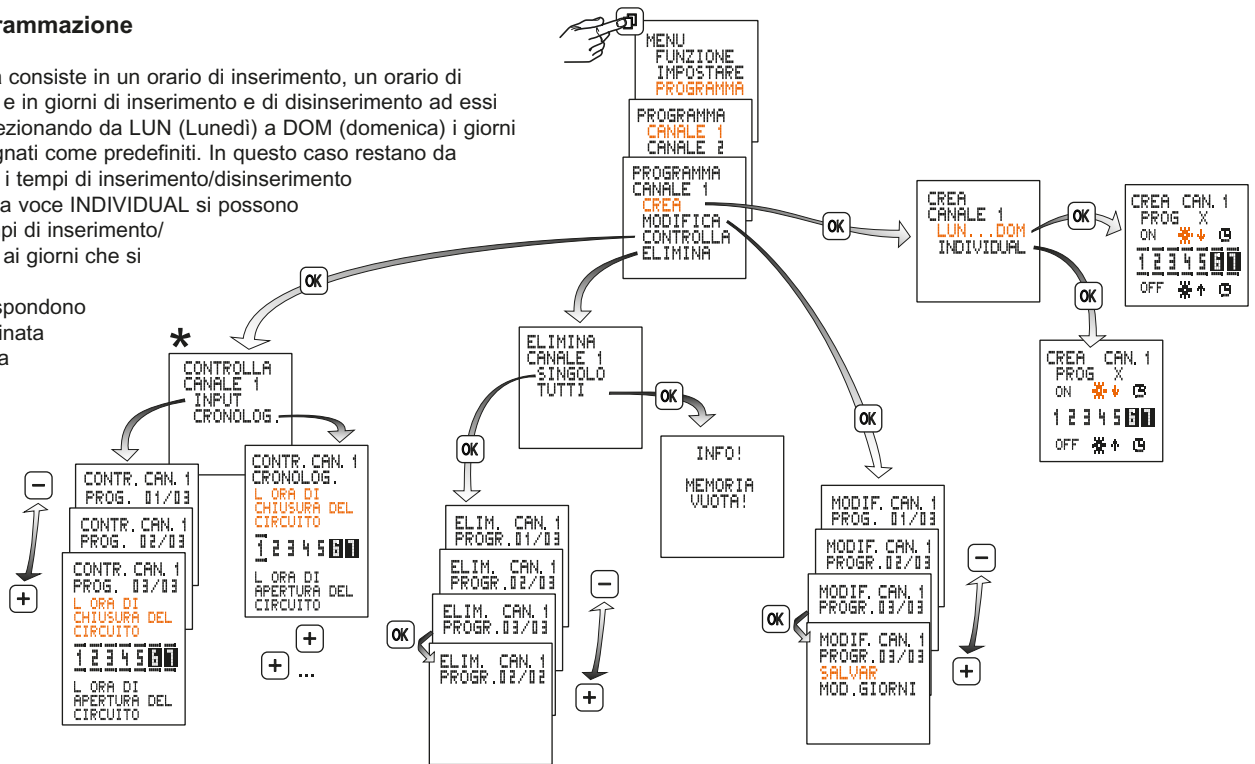 rammazione
consiste in un orario di inserimento, un orario di
e in giorni di inserimento e di disinserimento ad essi
ezionando da LUN (Lunedì) a DOM (domenica) i giorni
gnati come predefiniti. In questo caso restano da
i tempi di inserimento/disinserimento
a voce INDIVIDUAL si possono
pi di inserimento/
ai giorni che si
spondono
inata
a
MENU
FUNZIONE
IMPOSTARE
PROGRAMMA
PROGRAMMA
CANALE 1
CANALE 2
PROGRAMMA
CANALE 1
CREA
MODIFICA
CONTROLLA
ELIMINA
OK
CREA
CANALE 1
LUN...DOM
INDIVIDUAL
OK
CREA CAN. 1
PROG X
ON
1 2 3 4 5 6 7
OFF
OK
CREA CAN. 1
PROG X
ON
1 2 3 4 5 6 7
OFF
OK
*
CONTROLLA
CANALE 1
INPUT
CRONOLOG.
CONTR. CAN. 1
PROG. 01/03
CONTR. CAN. 1
PROG. 02/03
CONTR. CAN. 1
PROG. 03/03
L ORA DI
CHIUSURA DEL
CIRCUITO
1 2 3 4 5 6 7
L ORA DI
APERTURA DEL
CIRCUITO
−
+
CONTR. CAN. 1
CRONOLOG.
L ORA DI
CHIUSURA DEL
CIRCUITO
1 2 3 4 5 6 7
L ORA DI
APERTURA DEL
CIRCUITO
+
+ ...
ELIMINA
CANALE 1
SINGOLO
TUTTI
OK
OK
INFO!
MEMORIA
VUOTA!
ELIM. CAN. 1
PROGR.01/03
ELIM. CAN. 1
PROGR.02/03
ELIM. CAN. 1
PROGR.03/03
OK
ELIM. CAN. 1
PROGR.02/02
−
+
OK
MODIF. CAN. 1
PROG. 01/03
MODIF. CAN. 1
PROGR.02/03
MODIF. CAN. 1
PROGR.03/03
OK
MODIF. CAN. 1
PROGR.03/03
SALVAR
MOD.GIORNI
−
+